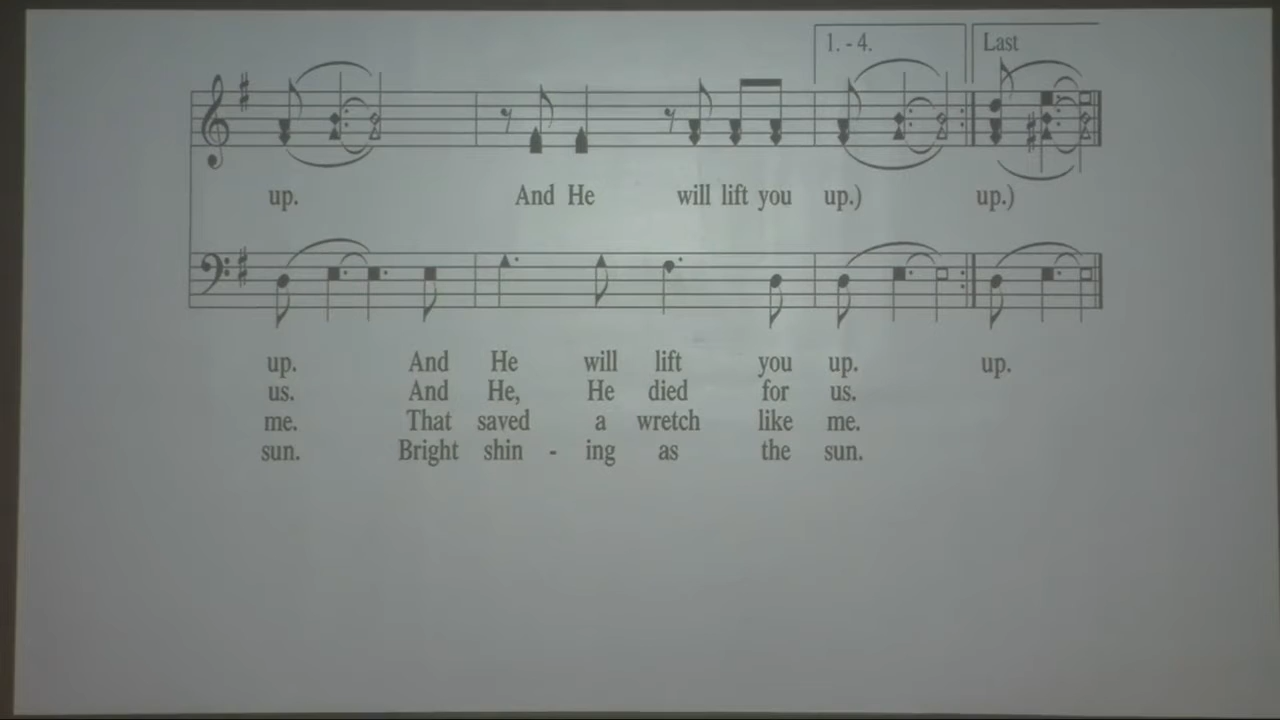 1. - 4. Last
up. And He will lift you up.) up.)
up. And He will lift you up. up.
us. And He, He died for us.
me. That saved a wretch like me.
sun. Bright shin - ing as the sun.